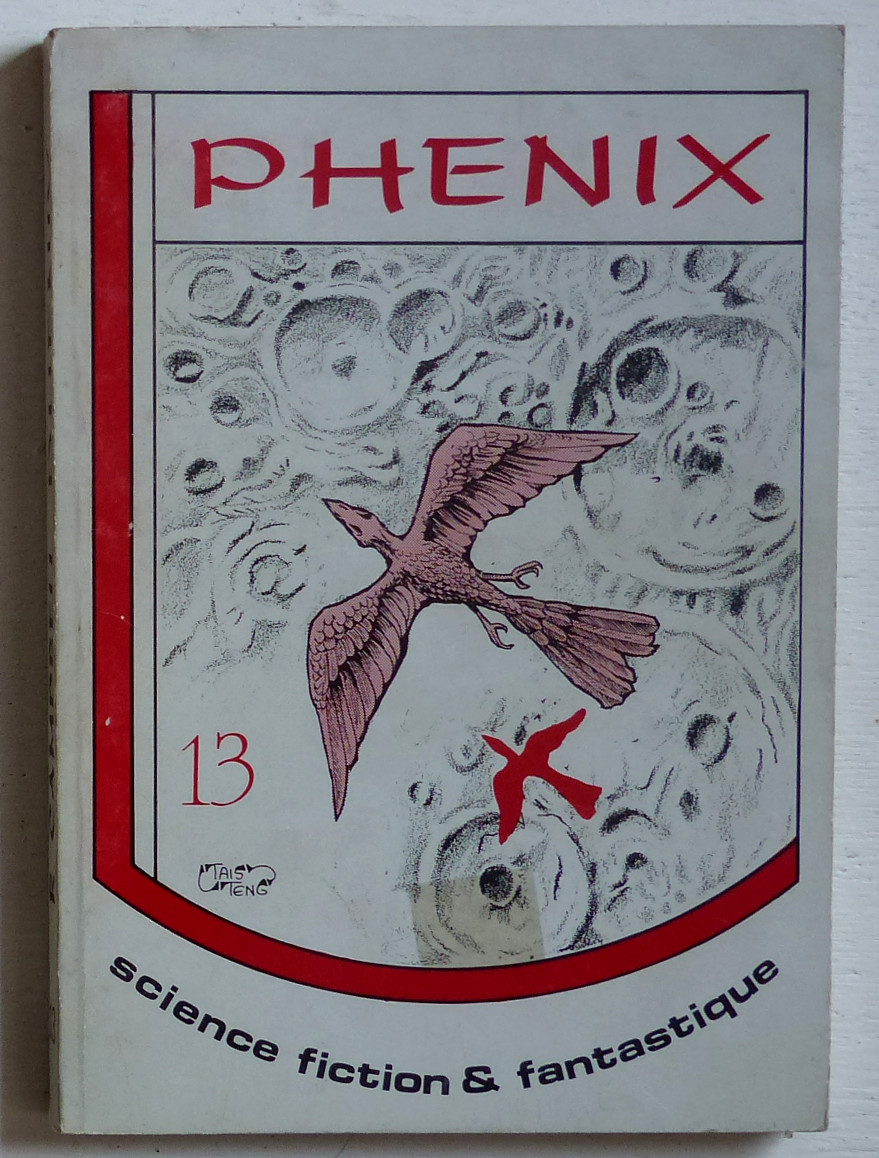 PHENIX
13
TAIS
TENG
science fiction & fantastique